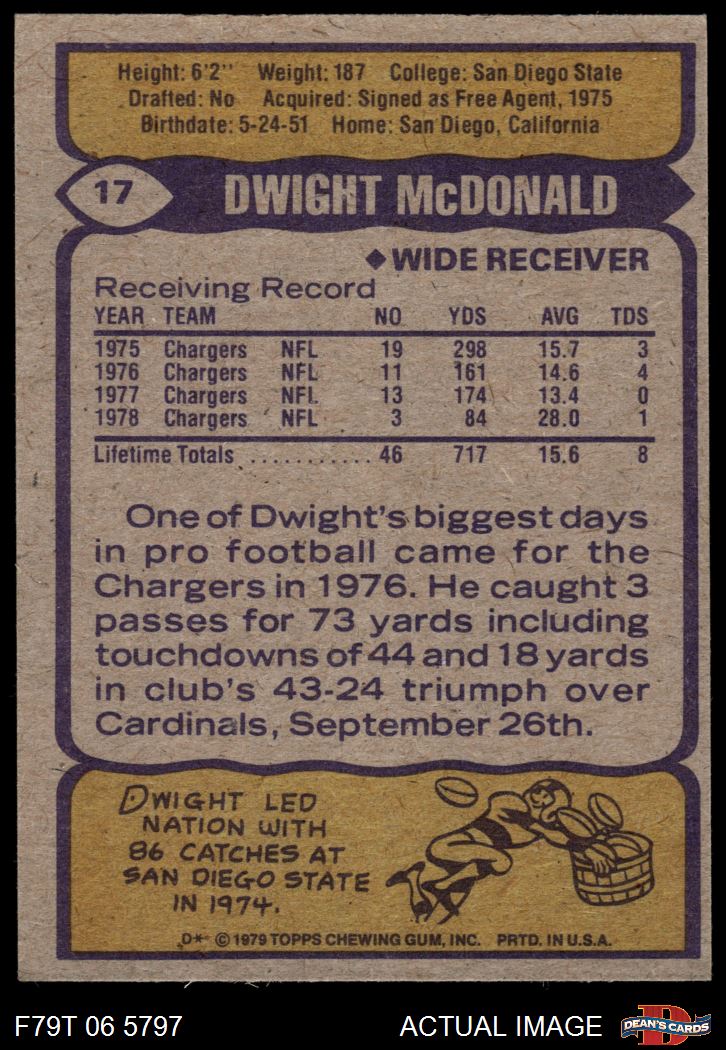 Height: 6'2" Weight: 187 College: San Diego State
Drafted: No Acquired: Signed as Free Agent, 1975
Birthdate: 5-24-51 Home: San Diego, California
17 DWIGHT McDONALD
◆ WIDE RECEIVER
Receiving Record
YEAR TEAM NO YDS AVG TDS
1975 Chargers NFL 19 298 15.7 3
1976 Chargers NFL 11 161 14.6 4
1977 Chargers NFL 13 174 13.4 0
1978 Chargers NFL 3 84 28.0 1
Lifetime Totals ........... 46 717 15.6 8
One of Dwight's biggest days
in pro football came for the
Chargers in 1976. He caught 3
passes for 73 yards including
touchdowns of 44 and 18 yards
in club's 43-24 triumph over
Cardinals, September 26th.
DWIGHT LED
NATION WITH
86 CATCHES AT
SAN DIEGO STATE
IN 1974.
D* © 1979 TOPPS CHEWING GUM, INC. PRTD. IN U.S.A.
F79T 06 5797 ACTUAL IMAGE
D
DEAN'S CARDS